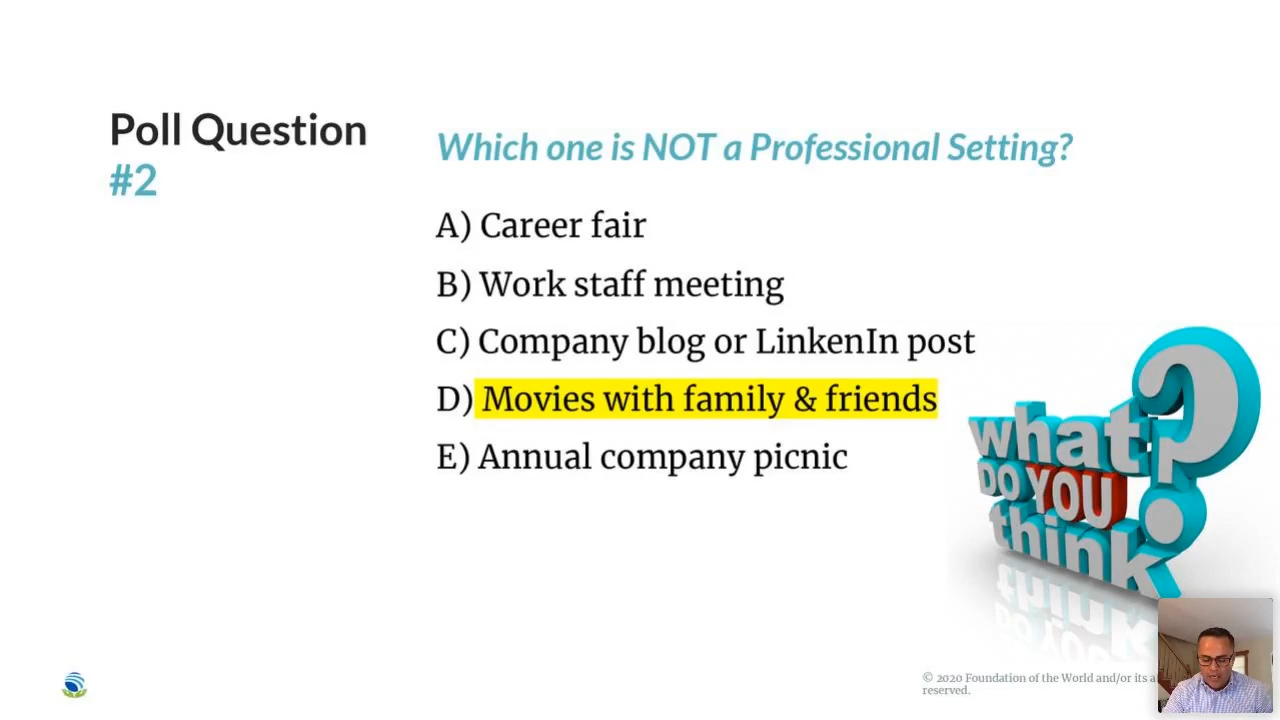 Poll Question
#2
Which one is NOT a Professional Setting?
A) Career fair
B) Work staff meeting
C) Company blog or LinkenIn post
D) Movies with family & friends
E) Annual company picnic
what
DO YOU
think
?
© 2020 Foundation of the World and/or its
reserved.